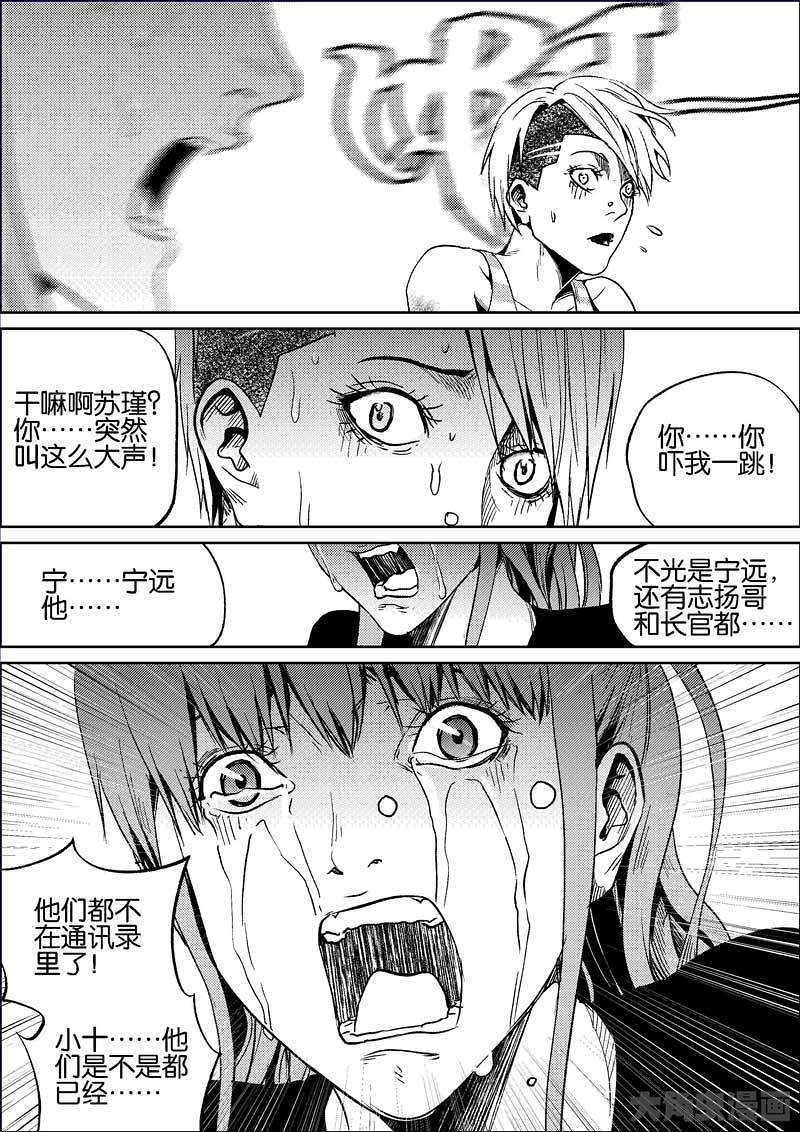 你……你
吓我一跳！
干嘛啊苏瑾？
你……突然
叫这么大声！
宁……宁远
他……
不光是宁远，
还有志扬哥
和长官都……
他们都不
在通讯录
里了！
小十……他
们是不是都
已经……